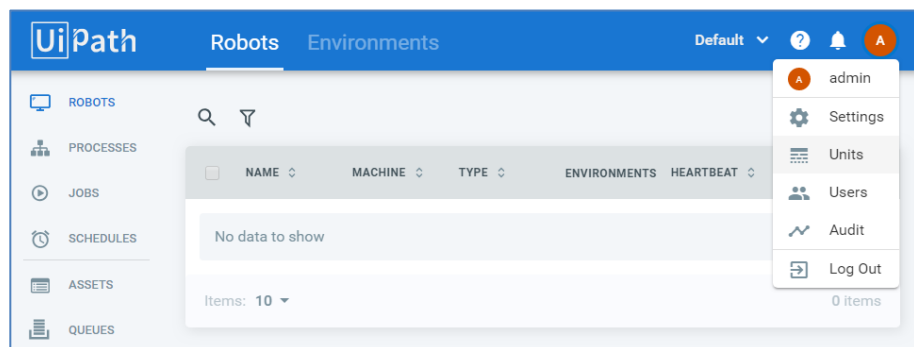 UiPath Robots Environments Default ? A
A admin
Settings
Units
Users
Audit
Log Out
ROBOTS
PROCESSES
JOBS
SCHEDULES
ASSETS
QUEUES
NAME MACHINE TYPE ENVIRONMENTS HEARTBEAT
No data to show
Items: 10 0 items